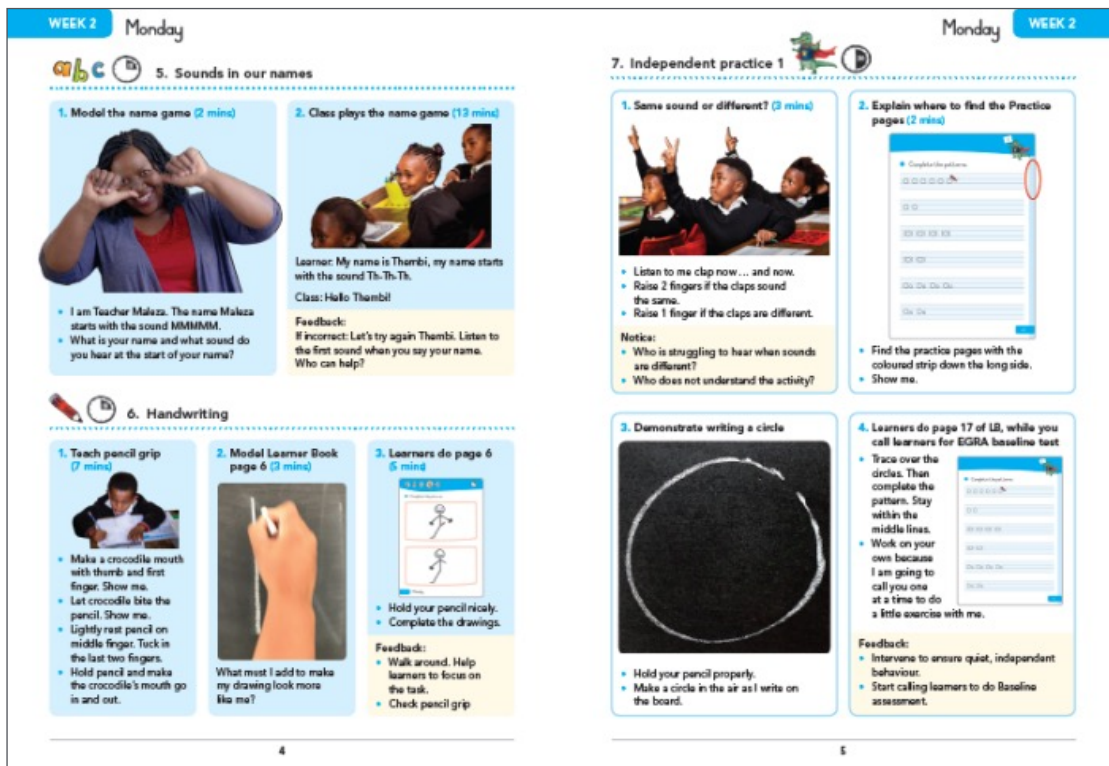 WEEK 2
Monday
abc
5. Sounds in our names
1. Model the name game (2 mins)
• I am Teacher Maleza. The name Maleza
starts with the sound MMMMM.
• What is your name and what sound do
you hear at the start of your name?
2. Class plays the name game (13 mins)
Learner: My name is Thembi, my name starts
with the sound Th-Th-Th.
Class: Hello Thembi!
Feedback:
If incorrect: Let's try again Thembi. Listen to
the first sound when you say your name.
Who can help?
6. Handwriting
1. Teach pencil grip
(7 mins)
• Make a crocodile mouth
with thumb and first
finger. Show me.
• Let crocodile bite the
pencil. Show me.
• Lightly rest pencil on
middle finger. Tuck in
the last two fingers.
• Hold pencil and make
the crocodile's mouth go
in and out.
2. Model Learner Book
page 6 (3 mins)
What must I add to make
my drawing look more
like me?
3. Learners do page 6
(5 mins)
• Hold your pencil nicely.
• Complete the drawings.
Feedback:
• Walk around. Help
learners to focus on
the task.
• Check pencil grip
4
Monday
WEEK 2
7. Independent practice 1
1. Same sound or different? (3 mins)
• Listen to me clap now ... and now.
• Raise 2 fingers if the claps sound
the same.
• Raise 1 finger if the claps are different.
Notice:
• Who is struggling to hear when sounds
are different?
• Who does not understand the activity?
2. Explain where to find the Practice
pages (2 mins)
Complete the patterns.
• Find the practice pages with the
coloured strip down the long side.
• Show me.
3. Demonstrate writing a circle
• Hold your pencil properly.
• Make a circle in the air as I write on
the board.
4. Learners do page 17 of LB, while you
call learners for EGRA baseline test
• Trace over the
circles. Then
complete the
pattern. Stay
within the
middle lines.
• Work on your
own because
I am going to
call you one
at a time to do
a little exercise with me.
Complete the patterns.
Feedback:
• Intervene to ensure quiet, independent
behaviour.
• Start calling learners to do Baseline
assessment.
5